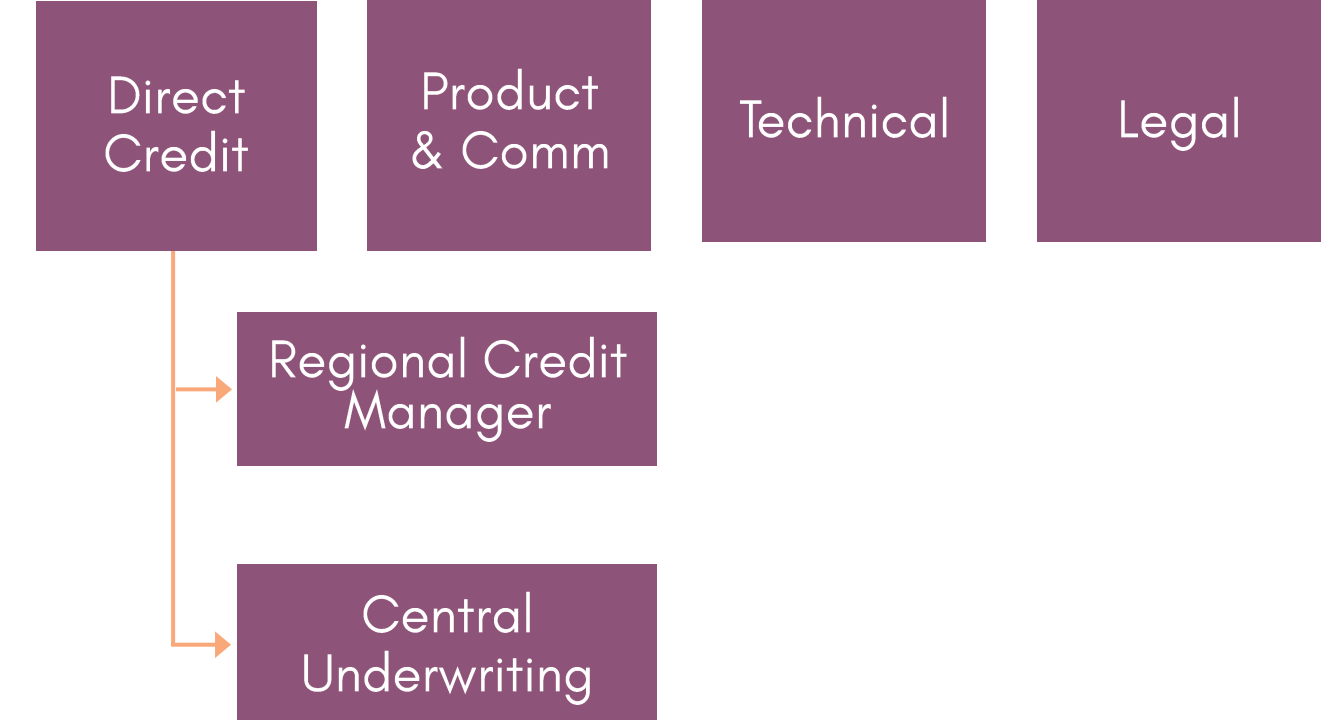 Direct
Credit
Product
& Comm
Technical
Legal
Regional Credit
Manager
Central
Underwriting